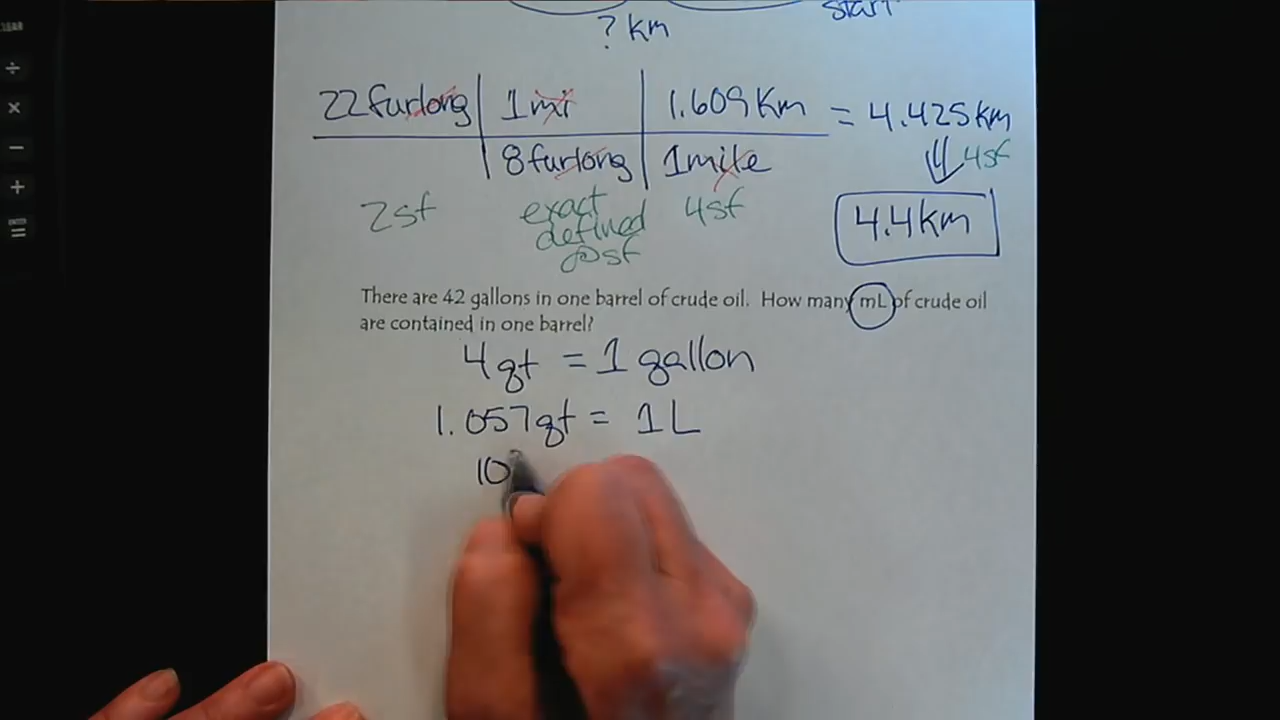 start
? km
22 furlong 1 mi 1.609 Km = 4.425 km
8 furlong 1 mile 4sf
2sf exact 4sf 4.4 km
defined
∞sf
There are 42 gallons in one barrel of crude oil. How many mL of crude oil
are contained in one barrel?
4 qt = 1 gallon
1.057 qt = 1 L
10